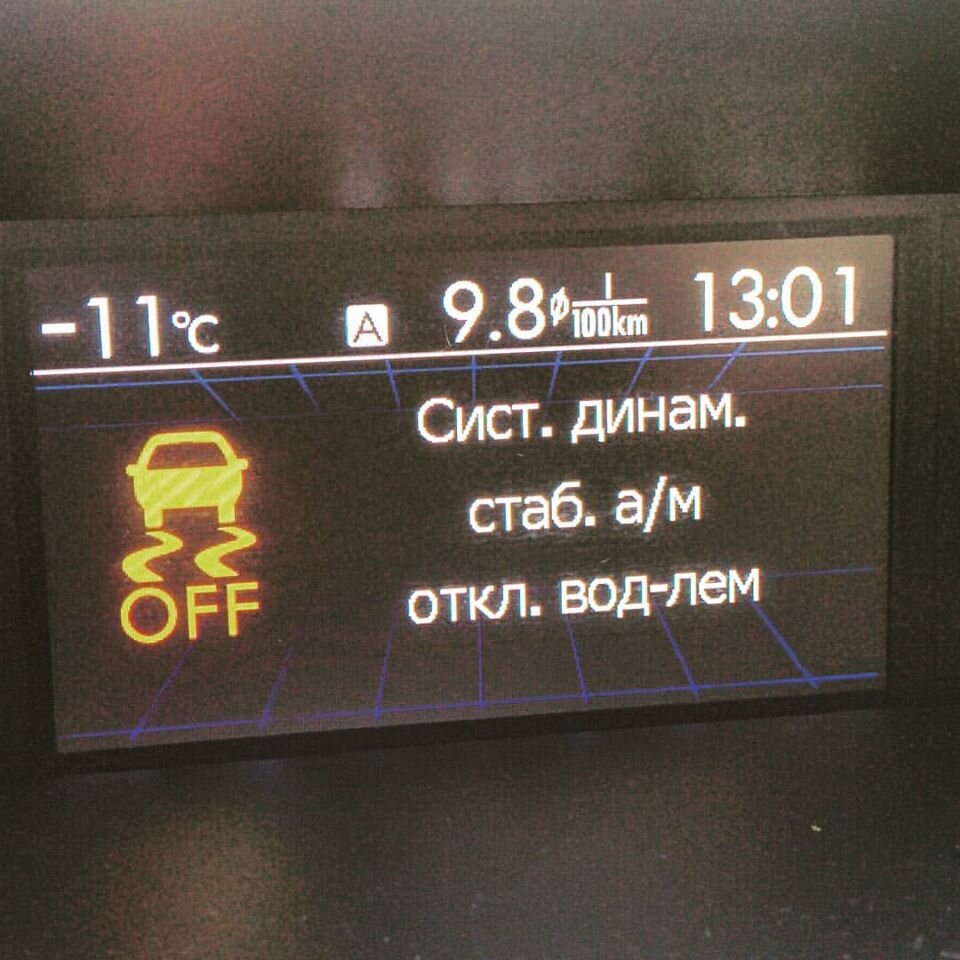 -11°C A 9.8 ø l/100km 13:01
Сист. динам.
стаб. а/м
откл. вод-лем
OFF